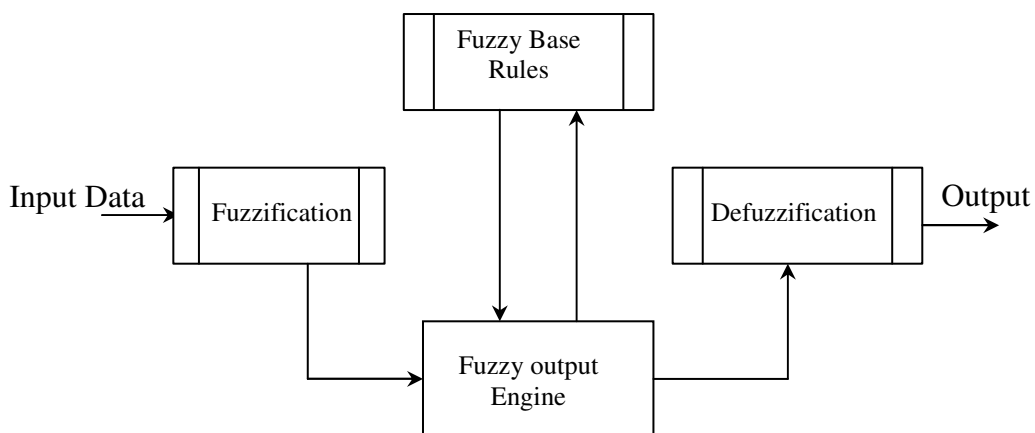 Fuzzy Base
Rules
Input Data
Fuzzification
Defuzzification
Output
Fuzzy output
Engine